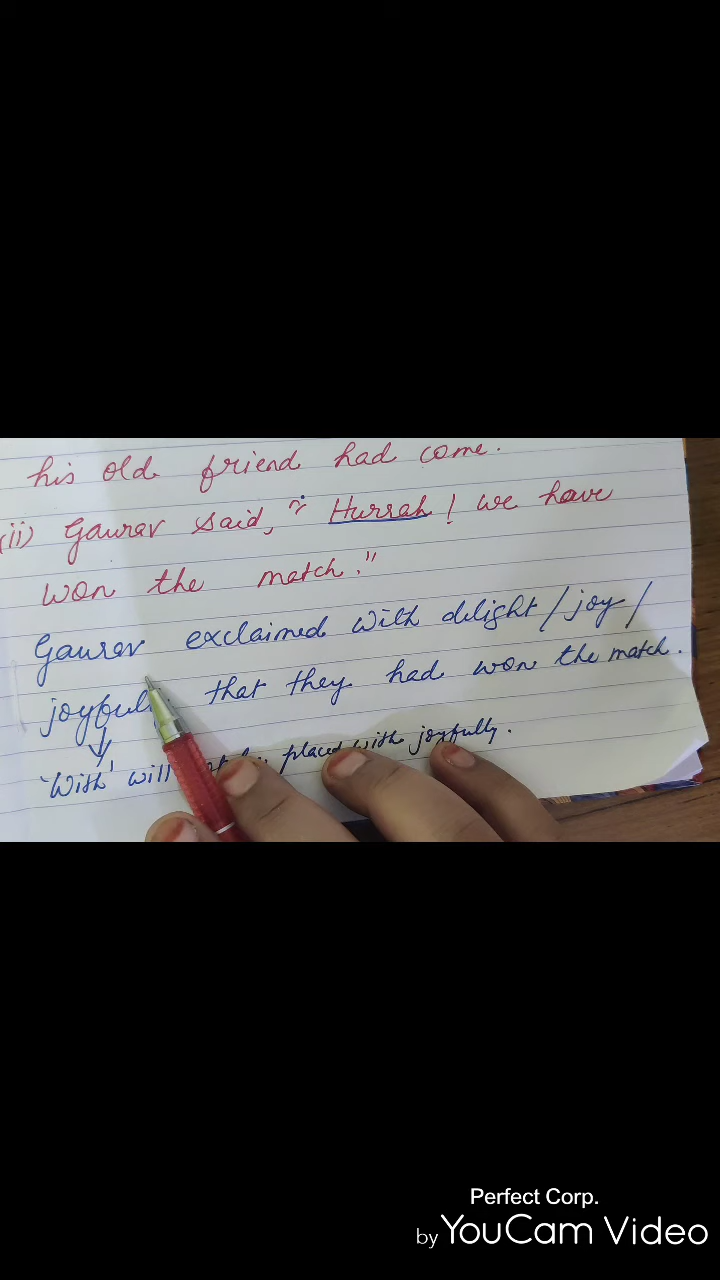 his old friend had come.
(ii) Gaurav said, " Hurrah ! we have
won the match."
Gaurav exclaimed with delight / joy /
that they had won the match.
'With' will placed with joyfully.
Perfect Corp.
by YouCam Video